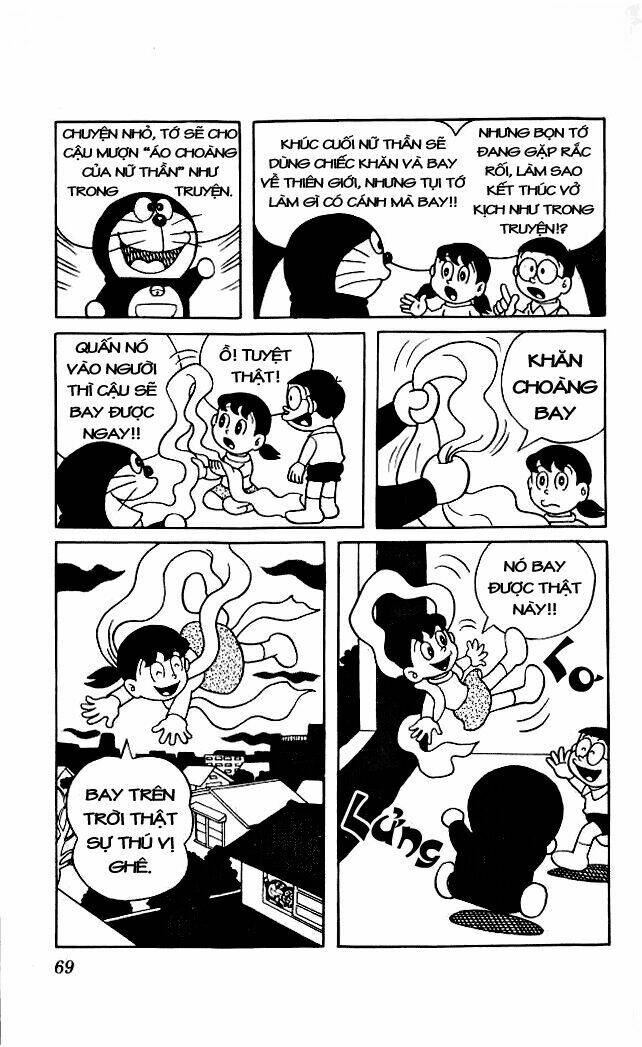 NHƯNG BỌN TỚ
ĐANG GẶP RẮC
RỐI, LÀM SAO
KẾT THÚC VỞ
KỊCH NHƯ TRONG
TRUYỆN!?
KHÚC CUỐI NỮ THẦN SẼ
DÙNG CHIẾC KHĂN VÀ BAY
VỀ THIÊN GIỚI, NHƯNG TỤI TỚ
LÀM GÌ CÓ CÁNH MÀ BAY!!
CHUYỆN NHỎ, TỚ SẼ CHO
CẬU MƯỢN “ÁO CHOÀNG
CỦA NỮ THẦN” NHƯ
TRONG TRUYỆN.
KHĂN
CHOÀNG
BAY
Ồ! TUYỆT
THẬT!
QUẤN NÓ
VÀO NGƯỜI
THÌ CẬU SẼ
BAY ĐƯỢC
NGAY!!
NÓ BAY
ĐƯỢC THẬT
NÀY!!
Lơ
Lửng
BAY TRÊN
TRỜI THẬT
SỰ THÚ VỊ
GHÊ.
69